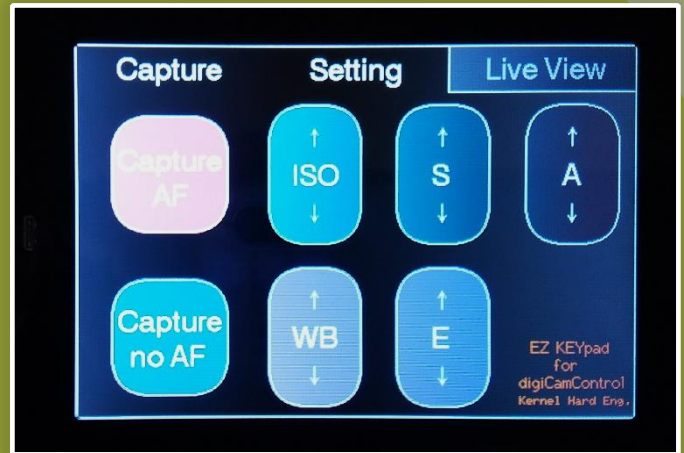 Capture Setting Live View
Capture
AF
↑
ISO
↓
↑
S
↓
↑
A
↓
Capture
no AF
↑
WB
↓
↑
E
↓
EZ KEYpad
for
digiCamControl
Kernel Hard Eng.